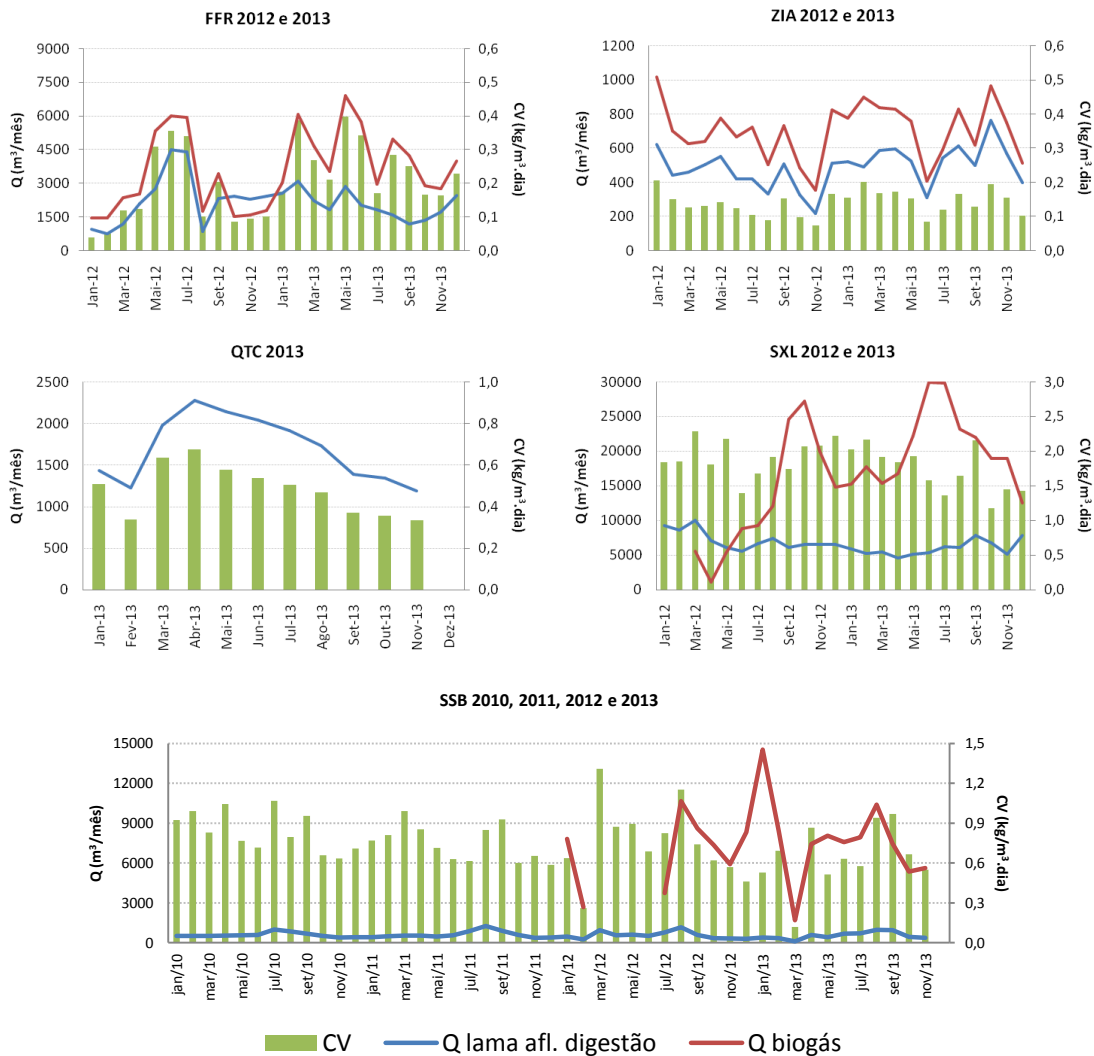 FFR 2012 e 2013
Q (m³/mês)
9000
7500
6000
4500
3000
1500
0
0,6
0,5
0,4
0,3
0,2
0,1
0,0
CV (kg/m³.dia)
Jan-12
Mar-12
Mai-12
Jul-12
Set-12
Nov-12
Jan-13
Mar-13
Mai-13
Jul-13
Set-13
Nov-13
ZIA 2012 e 2013
Q (m³/mês)
1200
1000
800
600
400
200
0
0,6
0,5
0,4
0,3
0,2
0,1
0,0
CV (kg/m³.dia)
Jan-12
Mar-12
Mai-12
Jul-12
Set-12
Nov-12
Jan-13
Mar-13
Mai-13
Jul-13
Set-13
Nov-13
QTC 2013
Q (m³/mês)
2500
2000
1500
1000
500
0
1,0
0,8
0,6
0,4
0,2
0,0
CV (kg/m³.dia)
Jan-13
Fev-13
Mar-13
Abr-13
Mai-13
Jun-13
Jul-13
Ago-13
Set-13
Out-13
Nov-13
Dez-13
SXL 2012 e 2013
Q (m³/mês)
30000
25000
20000
15000
10000
5000
0
3,0
2,5
2,0
1,5
1,0
0,5
0,0
CV (kg/m³.dia)
Jan-12
Mar-12
Mai-12
Jul-12
Set-12
Nov-12
Jan-13
Mar-13
Mai-13
Jul-13
Set-13
Nov-13
SSB 2010, 2011, 2012 e 2013
Q (m³/mês)
15000
12000
9000
6000
3000
0
1,5
1,2
0,9
0,6
0,3
0,0
CV (kg/m³.dia)
jan/10
mar/10
mai/10
jul/10
set/10
nov/10
jan/11
mar/11
mai/11
jul/11
set/11
nov/11
jan/12
mar/12
mai/12
jul/12
set/12
nov/12
jan/13
mar/13
mai/13
jul/13
set/13
nov/13
CV Q lama afl. digestão Q biogás